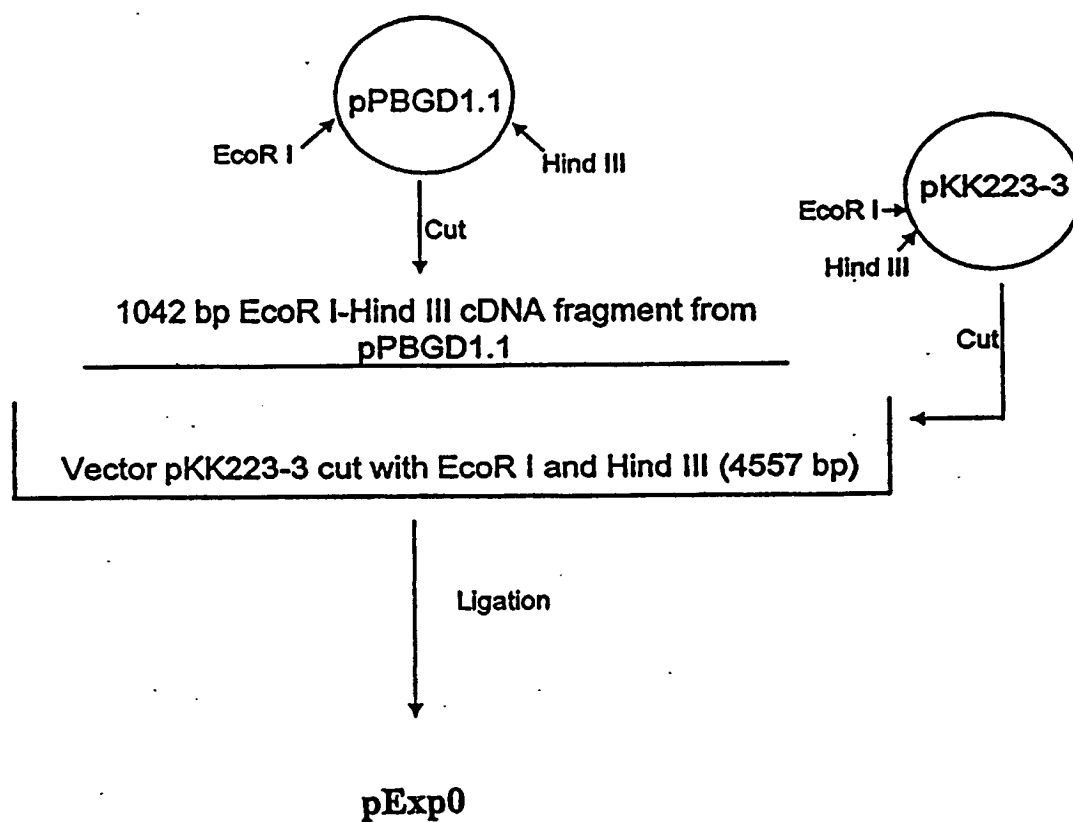 pPBGD1.1
EcoR I
Hind III
Cut
pKK223-3
EcoR I
Hind III
Cut
1042 bp EcoR I-Hind III cDNA fragment from
pPBGD1.1
Vector pKK223-3 cut with EcoR I and Hind III (4557 bp)
Ligation
pExp0